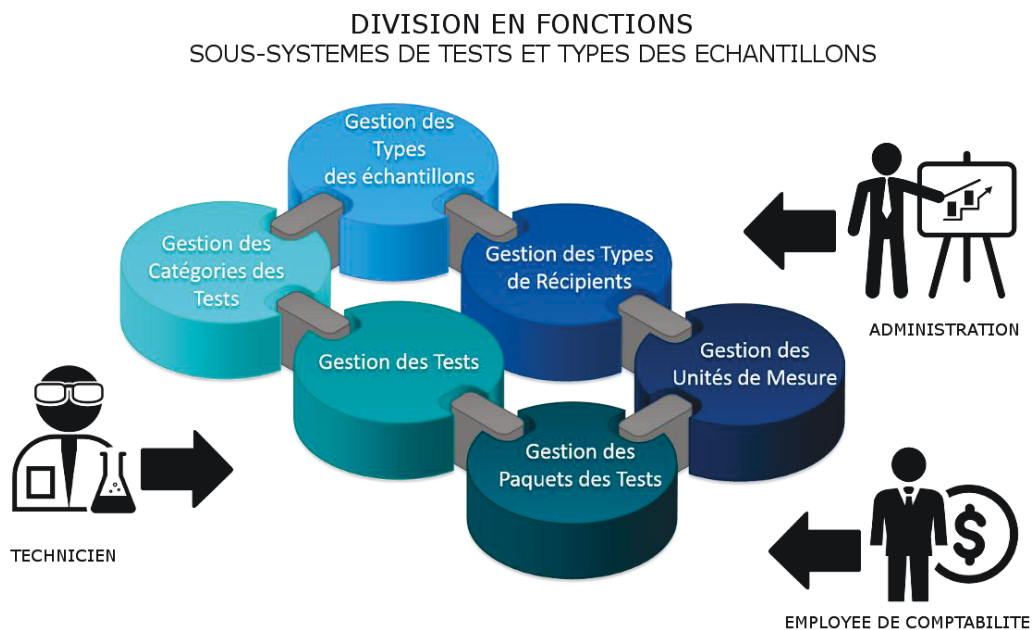 DIVISION EN FONCTIONS
SOUS-SYSTEMES DE TESTS ET TYPES DES ECHANTILLONS
Gestion des
Types
des échantillons
Gestion des
Catégories des
Tests
Gestion des Types
de Récipients
Gestion des Tests
Gestion des
Unités de Mesure
Gestion des
Paquets des Tests
ADMINISTRATION
TECHNICIEN
$
EMPLOYEE DE COMPTABILITE